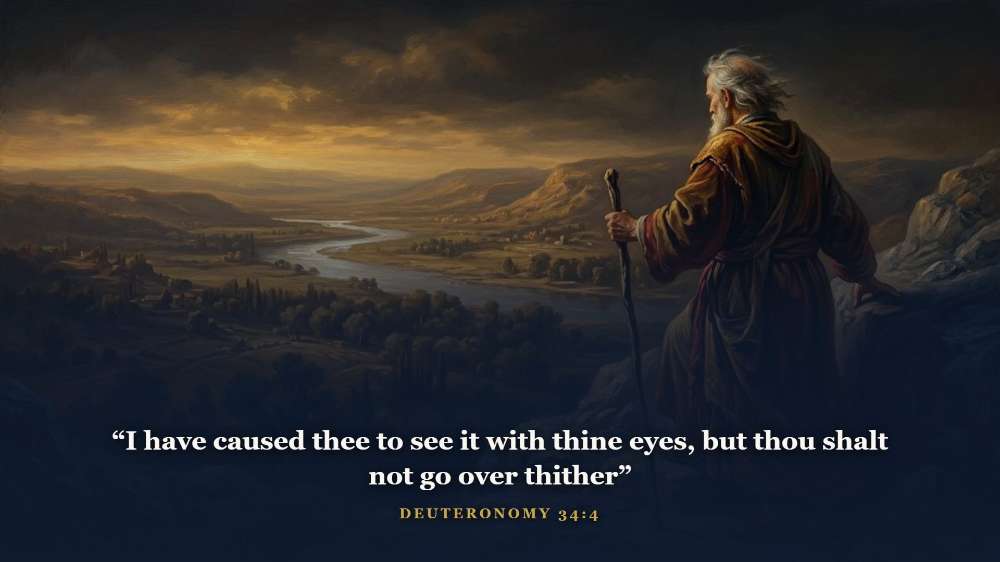 “I have caused thee to see it with thine eyes, but thou shalt
not go over thither”
DEUTERONOMY 34:4